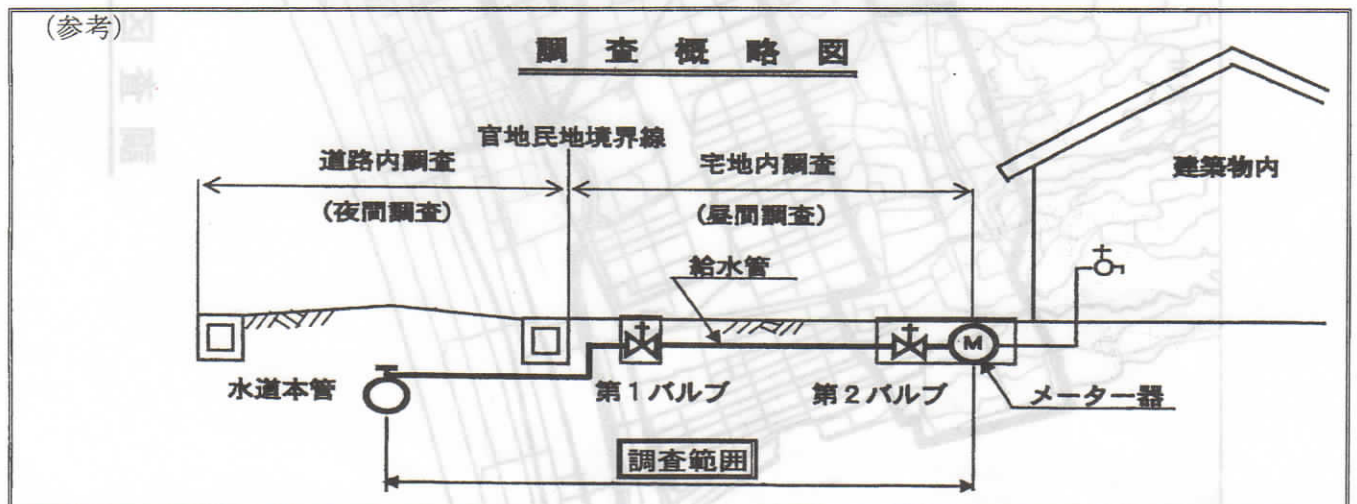 (参考)
調査概略図
官地民地境界線
道路内調査
宅地内調査
建築物内
(夜間調査)
(昼間調査)
給水管
M
水道本管
第1バルブ
第2バルブ
メーター器
調査範囲